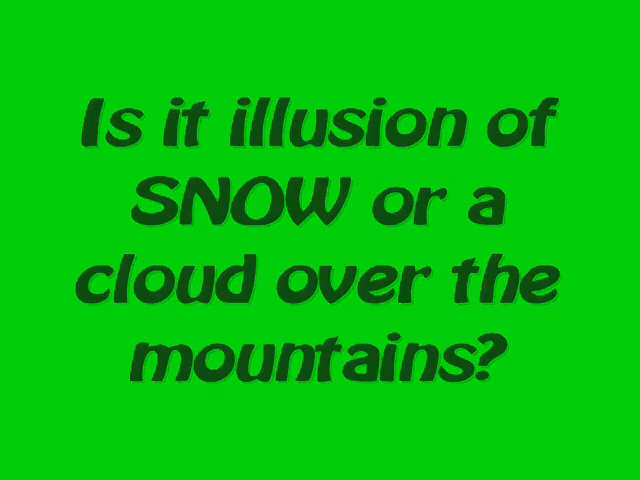 Is it illusion of
SNOW or a
cloud over the
mountains?